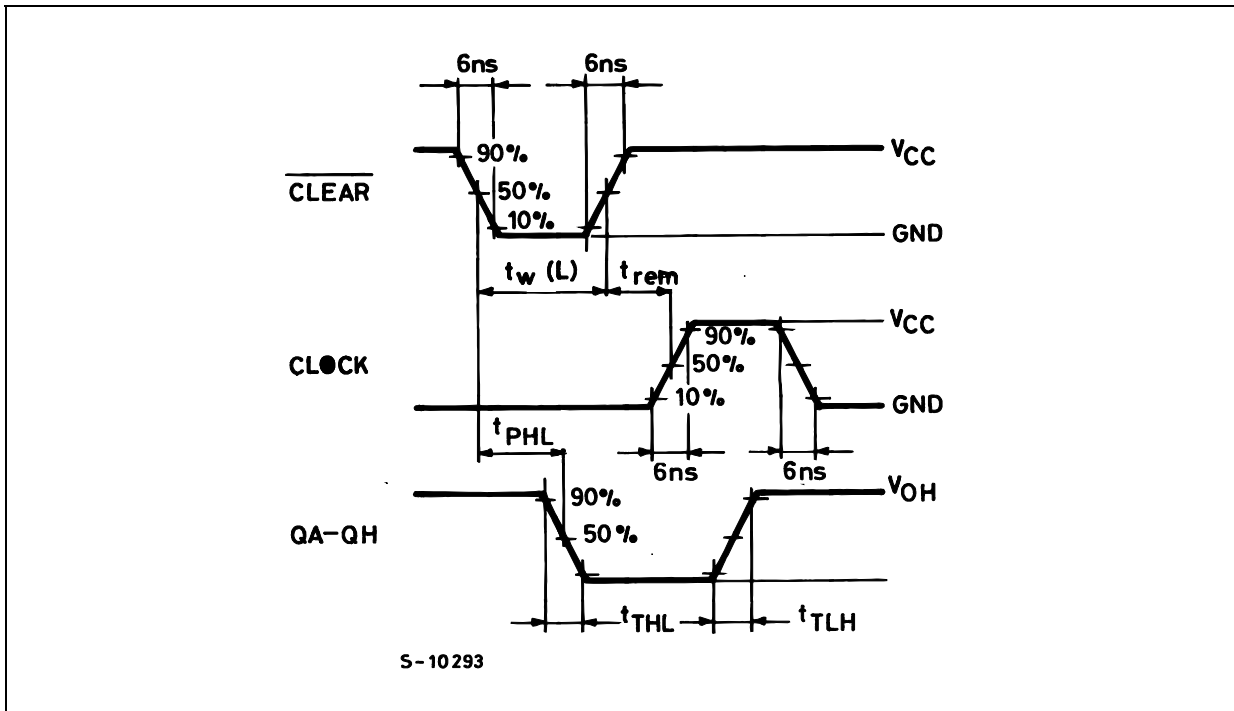 6ns 6ns
90%
50%
10%
CLEAR
VCC
GND
tw (L) trem
CLOCK
90%
50%
10%
VCC
GND
tPHL
6ns 6ns
QA-QH
90%
50%
VOH
tTHL tTLH
S-10293